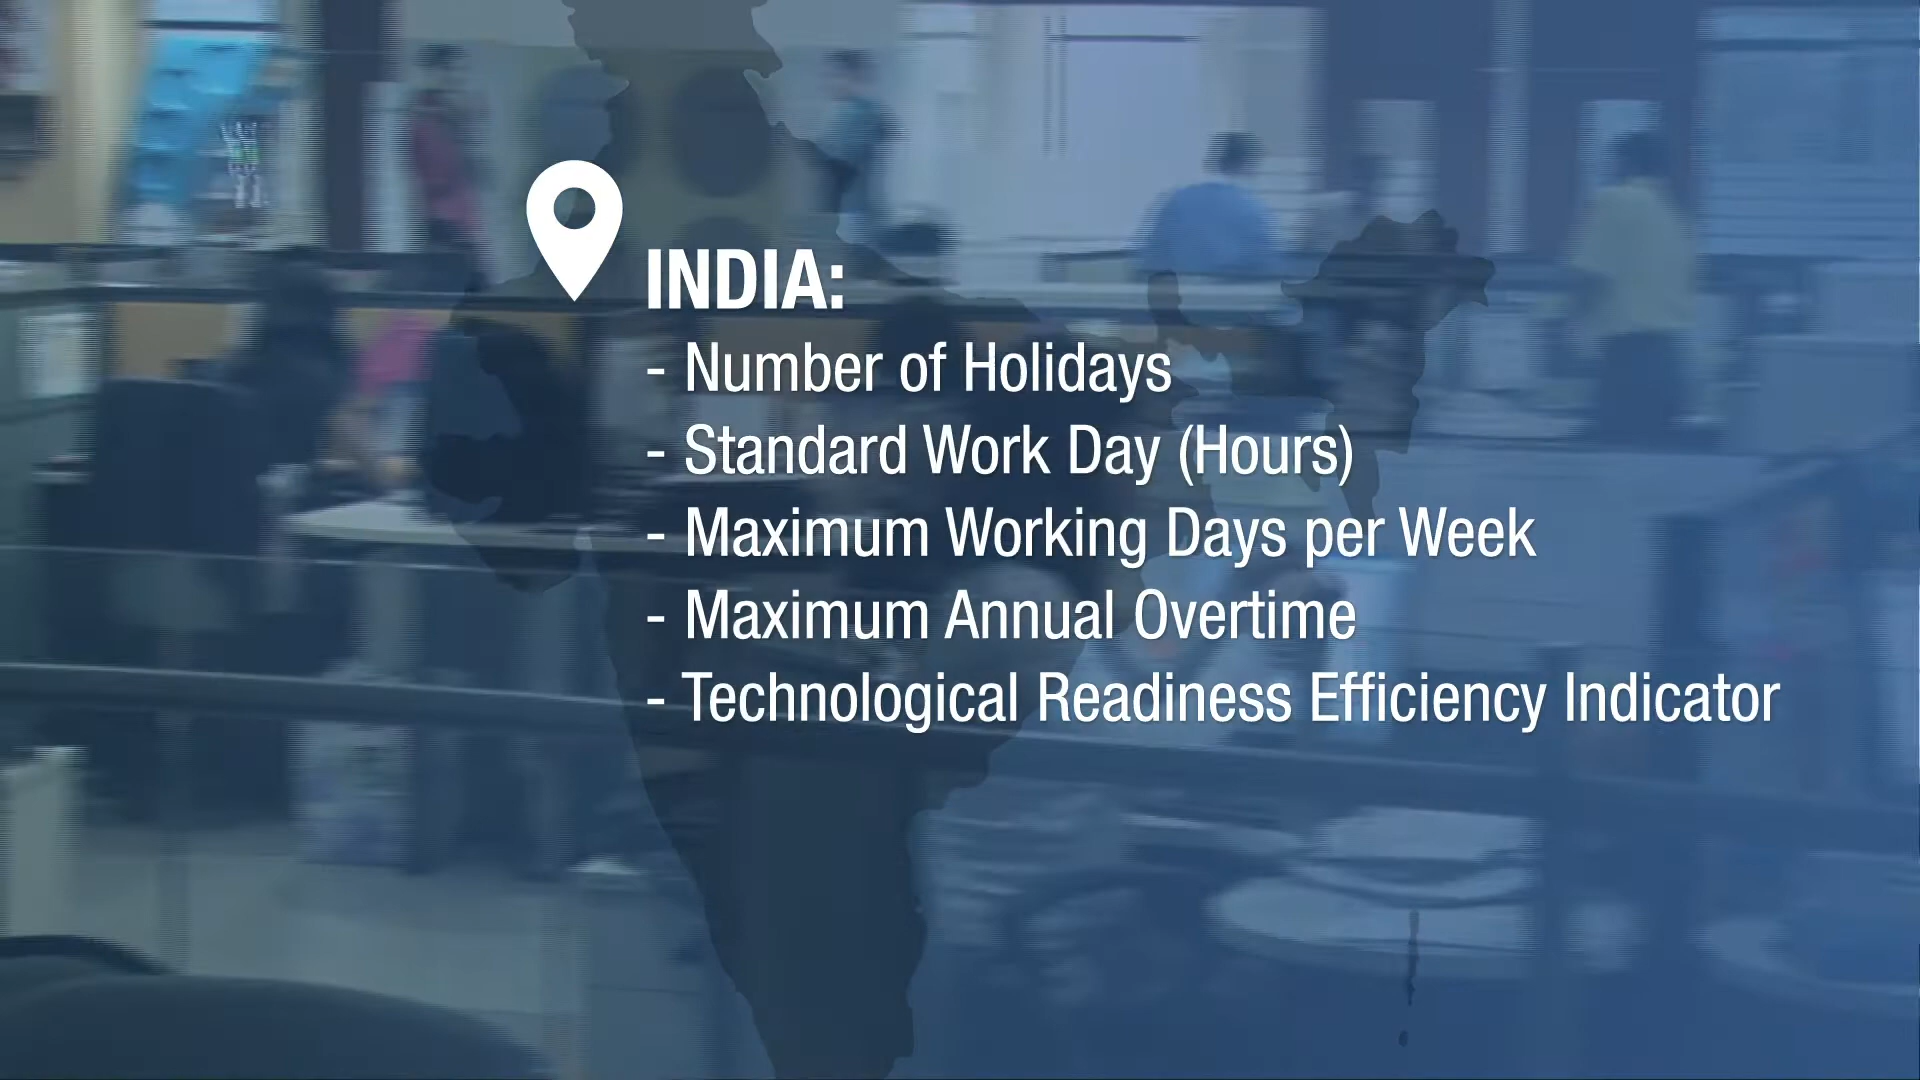 INDIA:
- Number of Holidays
- Standard Work Day (Hours)
- Maximum Working Days per Week
- Maximum Annual Overtime
- Technological Readiness Efficiency Indicator